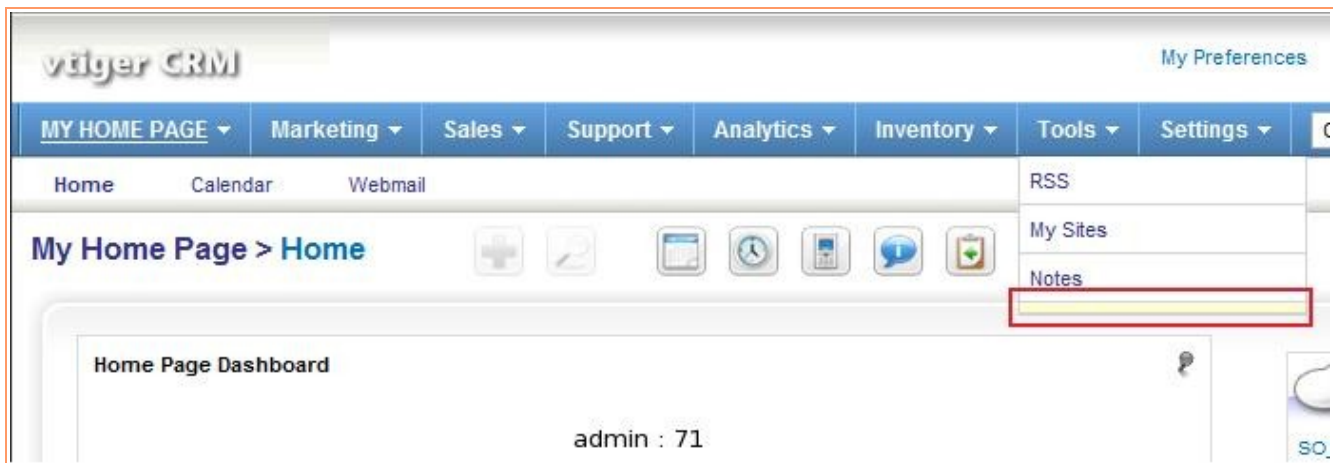 vtiger CRM
My Preferences
MY HOME PAGE Marketing Sales Support Analytics Inventory Tools Settings
Home Calendar Webmail
RSS
My Home Page > Home
My Sites
Notes
Home Page Dashboard
admin : 71
SO_